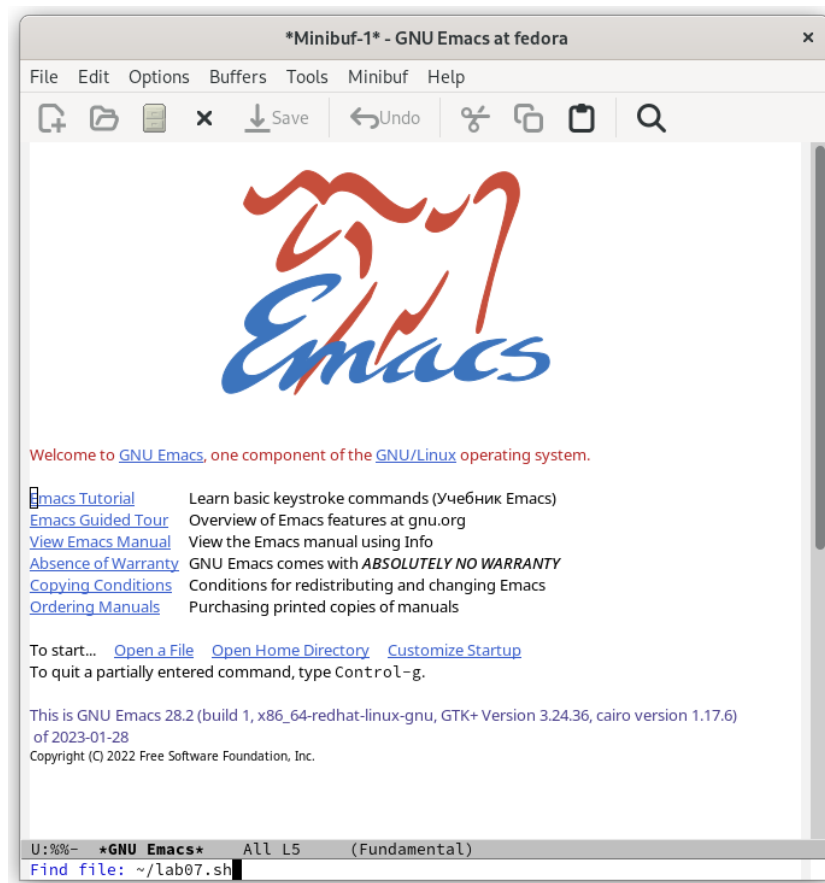 *Minibuf-1* - GNU Emacs at fedora
File Edit Options Buffers Tools Minibuf Help
Save Undo
Emacs
Welcome to GNU Emacs, one component of the GNU/Linux operating system.
Emacs Tutorial Learn basic keystroke commands (Учебник Emacs)
Emacs Guided Tour Overview of Emacs features at gnu.org
View Emacs Manual View the Emacs manual using Info
Absence of Warranty GNU Emacs comes with ABSOLUTELY NO WARRANTY
Copying Conditions Conditions for redistributing and changing Emacs
Ordering Manuals Purchasing printed copies of manuals
To start... Open a File Open Home Directory Customize Startup
To quit a partially entered command, type Control-g.
This is GNU Emacs 28.2 (build 1, x86_64-redhat-linux-gnu, GTK+ Version 3.24.36, cairo version 1.17.6)
of 2023-01-28
Copyright (C) 2022 Free Software Foundation, Inc.
U:%%- *GNU Emacs* All L5 (Fundamental)
Find file: ~/lab07.sh